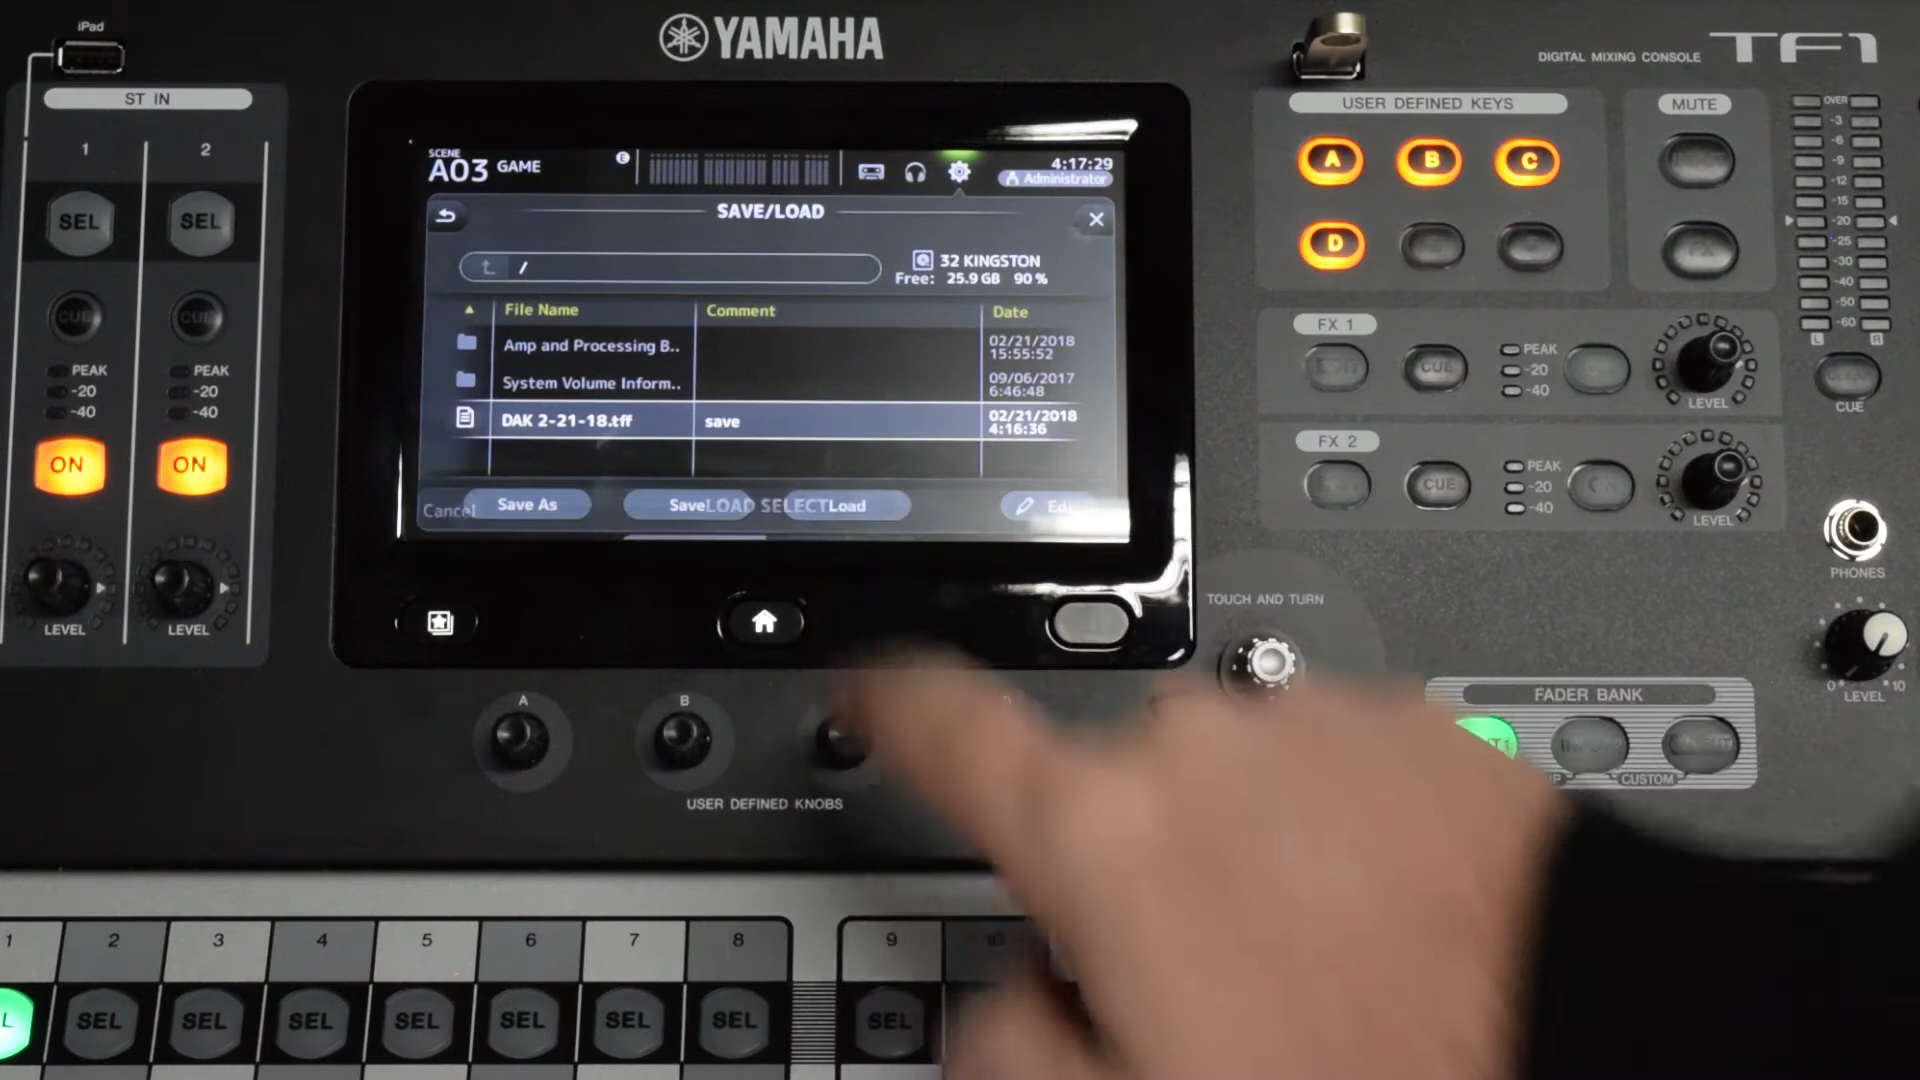 iPad
YAMAHA
DIGITAL MIXING CONSOLE TF1
ST IN
1 2
SEL SEL
CUE CUE
PEAK PEAK
-20 -20
-40 -40
ON ON
LEVEL LEVEL
SCENE
A03 GAME
E
4:17:29
Administrator
SAVE/LOAD
/
32 KINGSTON
Free: 25.9 GB 90 %
File Name Comment Date
Amp and Processing B.. 02/21/2018
15:55:52
System Volume Inform.. 09/06/2017
6:46:48
DAK 2-21-18.tff save 02/21/2018
4:16:36
Cancel Save As Save LOAD SELECT Load
USER DEFINED KEYS
A B C
D
MUTE
OVER
-3
-6
-9
-12
-15
-20
-25
-30
-40
-50
-60
L R
CUE
FX 1
CUE
PEAK
-20
-40
LEVEL
FX 2
CUE
PEAK
-20
-40
LEVEL
PHONES
0 10
LEVEL
TOUCH AND TURN
FADER BANK
CUSTOM
A B
USER DEFINED KNOBS
1 2 3 4 5 6 7 8 9
SEL SEL SEL SEL SEL SEL SEL SEL